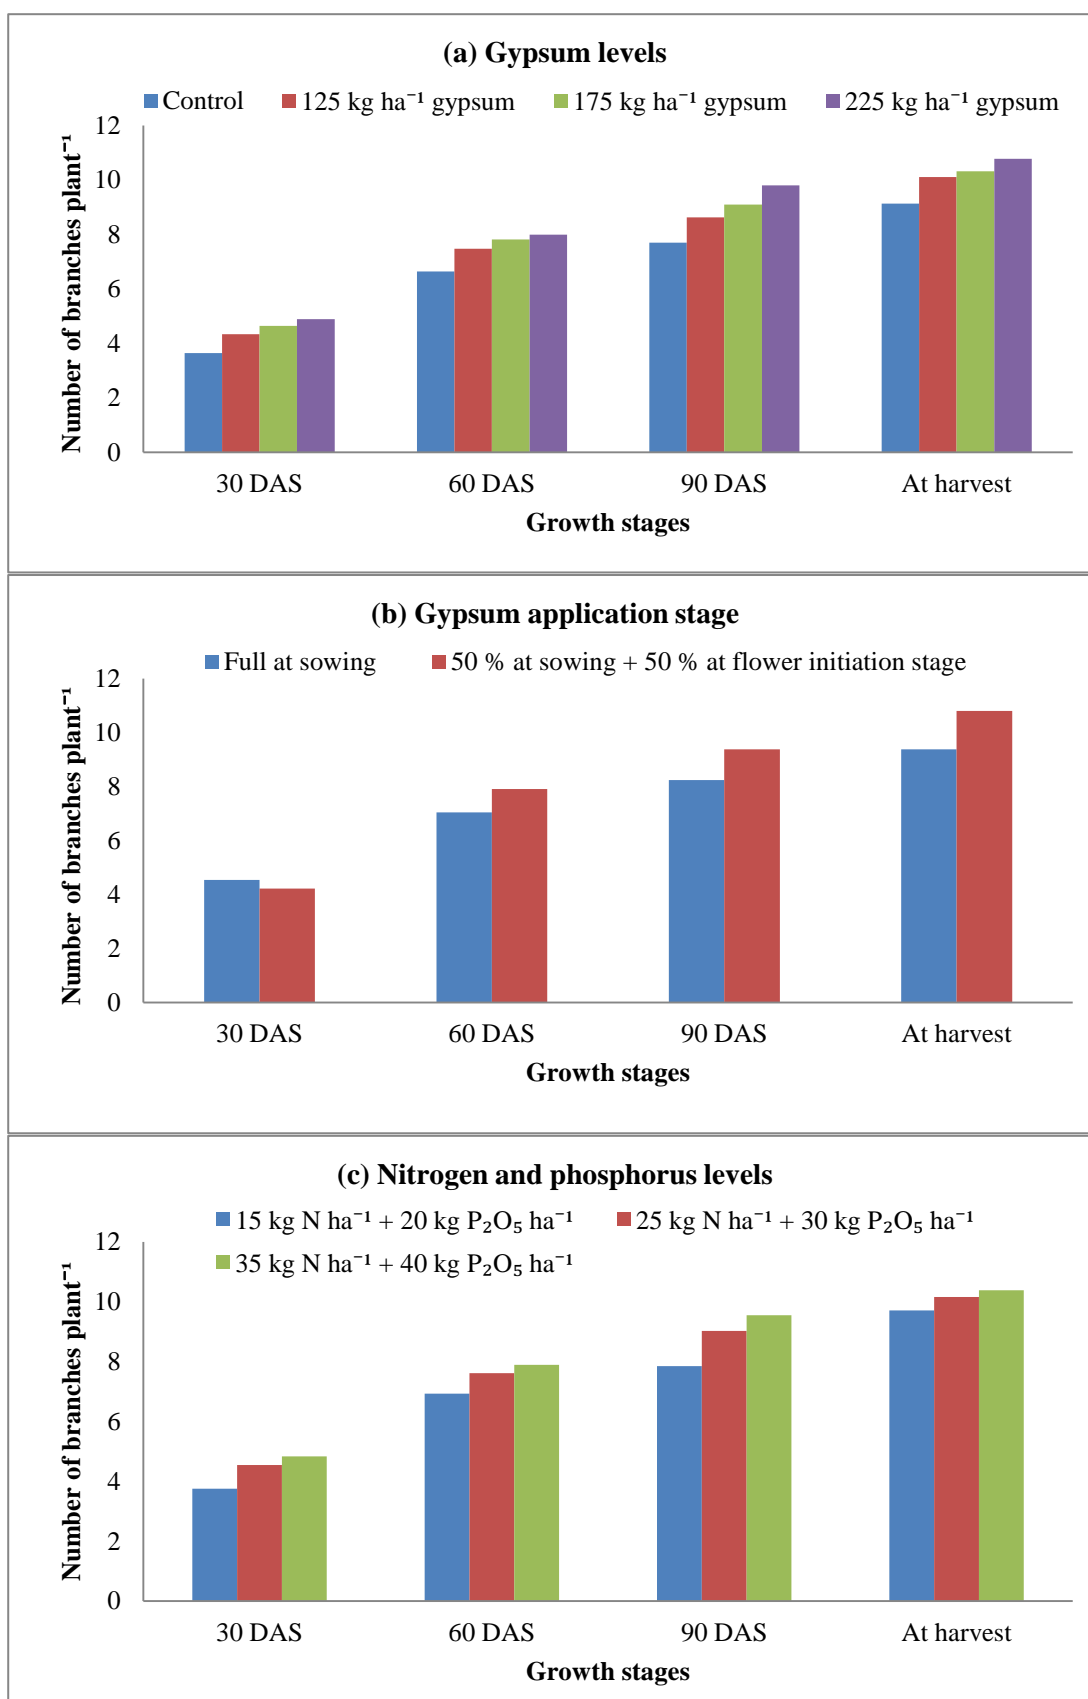 (a) Gypsum levels
Control 125 kg ha⁻¹ gypsum 175 kg ha⁻¹ gypsum 225 kg ha⁻¹ gypsum
Number of branches plant⁻¹
12
10
8
6
4
2
0
30 DAS 60 DAS 90 DAS At harvest
Growth stages
(b) Gypsum application stage
Full at sowing 50 % at sowing + 50 % at flower initiation stage
Number of branches plant⁻¹
12
10
8
6
4
2
0
30 DAS 60 DAS 90 DAS At harvest
Growth stages
(c) Nitrogen and phosphorus levels
15 kg N ha⁻¹ + 20 kg P₂O₅ ha⁻¹ 25 kg N ha⁻¹ + 30 kg P₂O₅ ha⁻¹
35 kg N ha⁻¹ + 40 kg P₂O₅ ha⁻¹
Number of branches plant⁻¹
12
10
8
6
4
2
0
30 DAS 60 DAS 90 DAS At harvest
Growth stages